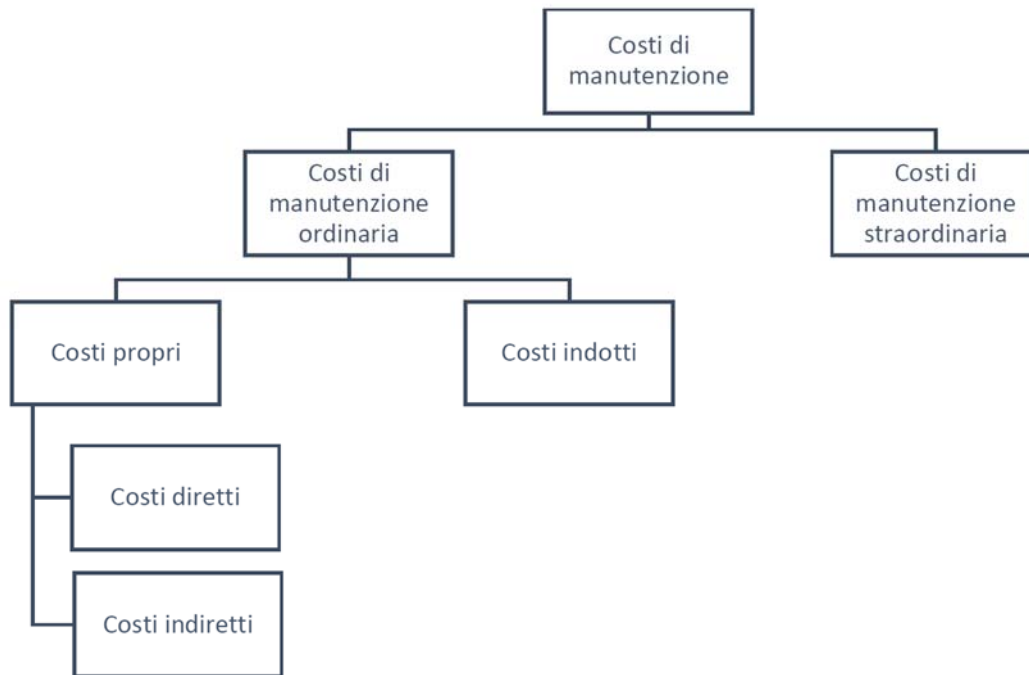 Costi di
manutenzione
Costi di
manutenzione
ordinaria
Costi di
manutenzione
straordinaria
Costi propri
Costi indotti
Costi diretti
Costi indiretti